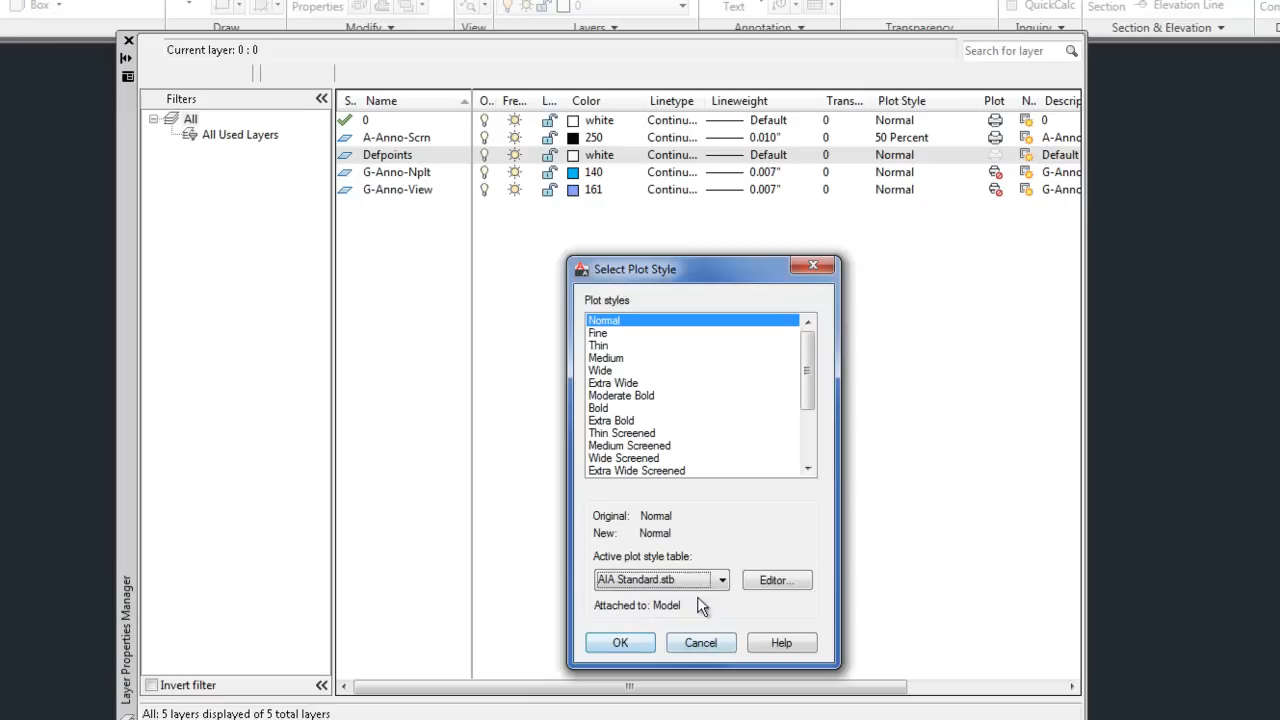 Box
Properties
Text
QuickCalc
Section
Elevation Line
Draw
Modify
View
Layers
Annotation
Transparency
Inquiry
Section & Elevation
Current layer: 0 : 0
Search for layer
Filters
S.. Name O.. Fre... L... Color Linetype Lineweight Trans... Plot Style Plot N.. Descrip
All
All Used Layers
0 white Continu... Default 0 Normal 0
A-Anno-Scrn 250 Continu... 0.010" 0 50 Percent A-Anno
Defpoints white Continu... Default 0 Normal Default
G-Anno-Nplt 140 Continu... 0.007" 0 Normal G-Anno
G-Anno-View 161 Continu... 0.007" 0 Normal G-Anno
Select Plot Style
Plot styles
Normal
Fine
Thin
Medium
Wide
Extra Wide
Moderate Bold
Bold
Extra Bold
Thin Screened
Medium Screened
Wide Screened
Extra Wide Screened
Original: Normal
New: Normal
Active plot style table:
AIA Standard.stb
Editor...
Attached to: Model
OK
Cancel
Help
Layer Properties Manager
Invert filter
All: 5 layers displayed of 5 total layers